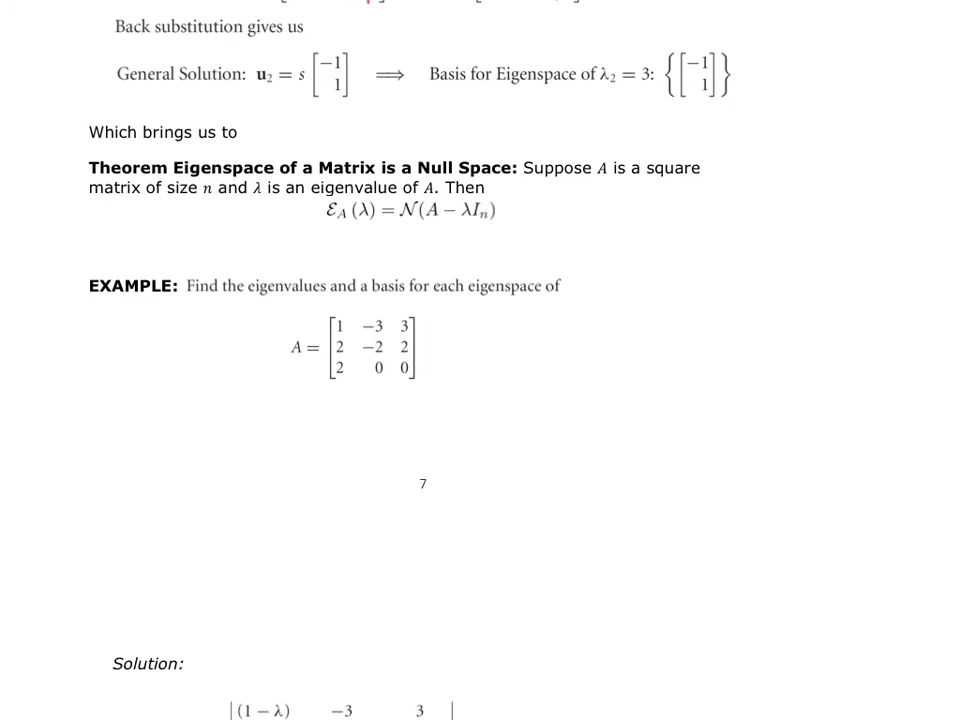 Back substitution gives us
General Solution: u₂ = s [−1 1] ⟹ Basis for Eigenspace of λ₂ = 3: {[−1 1]}
Which brings us to
Theorem Eigenspace of a Matrix is a Null Space: Suppose A is a square
matrix of size n and λ is an eigenvalue of A. Then
ℰ_A (λ) = 𝒩(A − λIₙ)
EXAMPLE: Find the eigenvalues and a basis for each eigenspace of
A = [1 −3 3
2 −2 2
2 0 0]
7
Solution:
|(1 − λ) −3 3 |